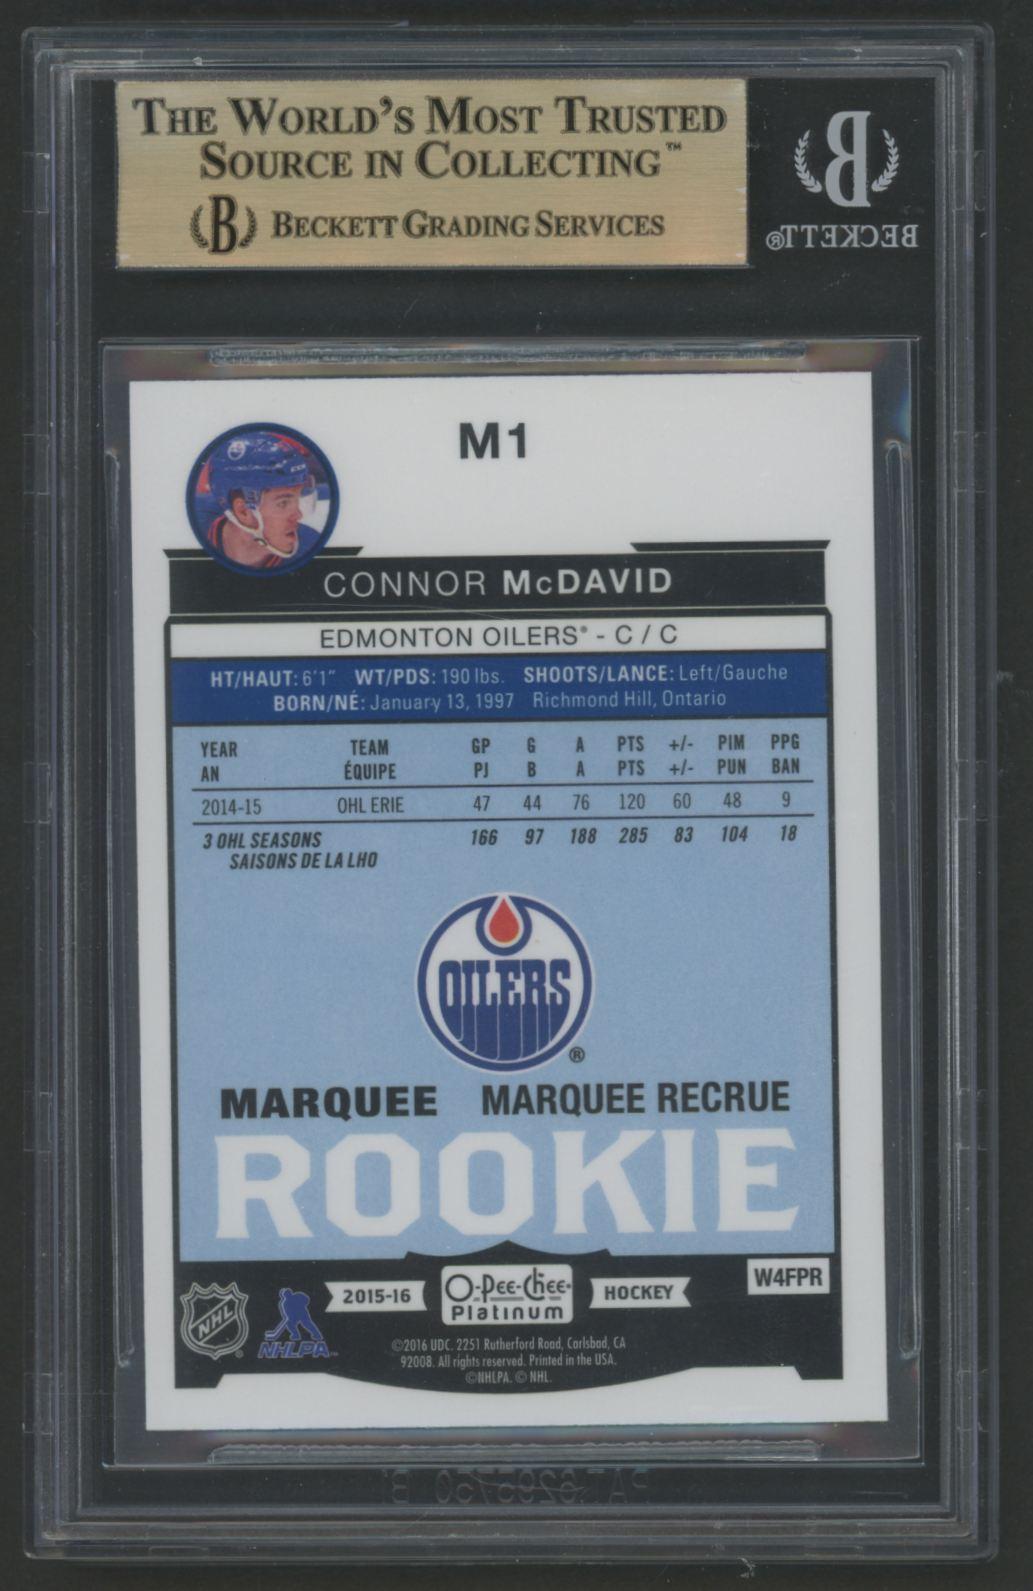 THE WORLD'S MOST TRUSTED
SOURCE IN COLLECTING™
B BECKETT GRADING SERVICES
B
BECKETT®
M1
CONNOR McDAVID
EDMONTON OILERS® - C / C
HT/HAUT: 6'1" WT/PDS: 190 lbs. SHOOTS/LANCE: Left/Gauche
BORN/NÉ: January 13, 1997 Richmond Hill, Ontario
YEAR TEAM GP G A PTS +/- PIM PPG
AN ÉQUIPE PJ B A PTS +/- PUN BAN
2014-15 OHL ERIE 47 44 76 120 60 48 9
3 OHL SEASONS 166 97 188 285 83 104 18
SAISONS DE LA LHO
OILERS
®
MARQUEE MARQUEE RECRUE
ROOKIE
W4FPR
NHL NHLPA 2015-16 O-Pee-Chee Platinum HOCKEY
©2016 UDC. 2251 Rutherford Road, Carlsbad, CA
92008. All rights reserved. Printed in the USA.
©NHLPA. © NHL.